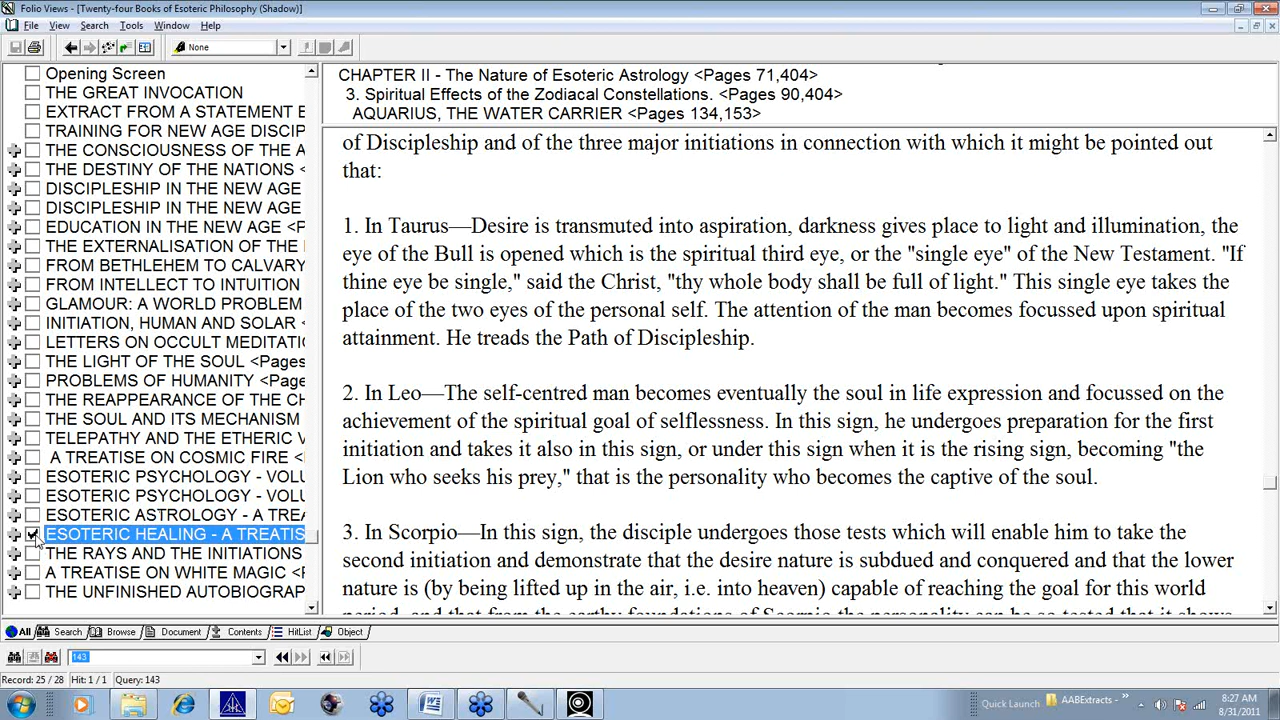 Folio Views - [Twenty-four Books of Esoteric Philosophy (Shadow)]
File View Search Tools Window Help
None
Opening Screen
THE GREAT INVOCATION
EXTRACT FROM A STATEMENT
TRAINING FOR NEW AGE DISCIP
THE CONSCIOUSNESS OF THE A
THE DESTINY OF THE NATIONS <
DISCIPLESHIP IN THE NEW AGE
DISCIPLESHIP IN THE NEW AGE
EDUCATION IN THE NEW AGE <P
THE EXTERNALISATION OF THE
FROM BETHLEHEM TO CALVARY
FROM INTELLECT TO INTUITION
GLAMOUR: A WORLD PROBLEM
INITIATION, HUMAN AND SOLAR <
LETTERS ON OCCULT MEDITATI
THE LIGHT OF THE SOUL <Pages
PROBLEMS OF HUMANITY <Page
THE REAPPEARANCE OF THE CH
THE SOUL AND ITS MECHANISM
TELEPATHY AND THE ETHERIC V
A TREATISE ON COSMIC FIRE <
ESOTERIC PSYCHOLOGY - VOLU
ESOTERIC PSYCHOLOGY - VOLU
ESOTERIC ASTROLOGY - A TREA
ESOTERIC HEALING - A TREATIS
THE RAYS AND THE INITIATIONS
A TREATISE ON WHITE MAGIC <P
THE UNFINISHED AUTOBIOGRAP
CHAPTER II - The Nature of Esoteric Astrology <Pages 71,404>
3. Spiritual Effects of the Zodiacal Constellations. <Pages 90,404>
AQUARIUS, THE WATER CARRIER <Pages 134,153>
of Discipleship and of the three major initiations in connection with which it might be pointed out
that:
1. In Taurus—Desire is transmuted into aspiration, darkness gives place to light and illumination, the
eye of the Bull is opened which is the spiritual third eye, or the "single eye" of the New Testament. "If
thine eye be single," said the Christ, "thy whole body shall be full of light." This single eye takes the
place of the two eyes of the personal self. The attention of the man becomes focussed upon spiritual
attainment. He treads the Path of Discipleship.
2. In Leo—The self-centred man becomes eventually the soul in life expression and focussed on the
achievement of the spiritual goal of selflessness. In this sign, he undergoes preparation for the first
initiation and takes it also in this sign, or under this sign when it is the rising sign, becoming "the
Lion who seeks his prey," that is the personality who becomes the captive of the soul.
3. In Scorpio—In this sign, the disciple undergoes those tests which will enable him to take the
second initiation and demonstrate that the desire nature is subdued and conquered and that the lower
nature is (by being lifted up in the air, i.e. into heaven) capable of reaching the goal for this world
period, and that from the earthy foundations of Scorpio the personality can be so tested that it shows
All Search Browse Document Contents HitList Object
143
Record: 25 / 28 Hit: 1 / 1 Query: 143
Quick Launch AABExtracts - »
8:27 AM
8/31/2011